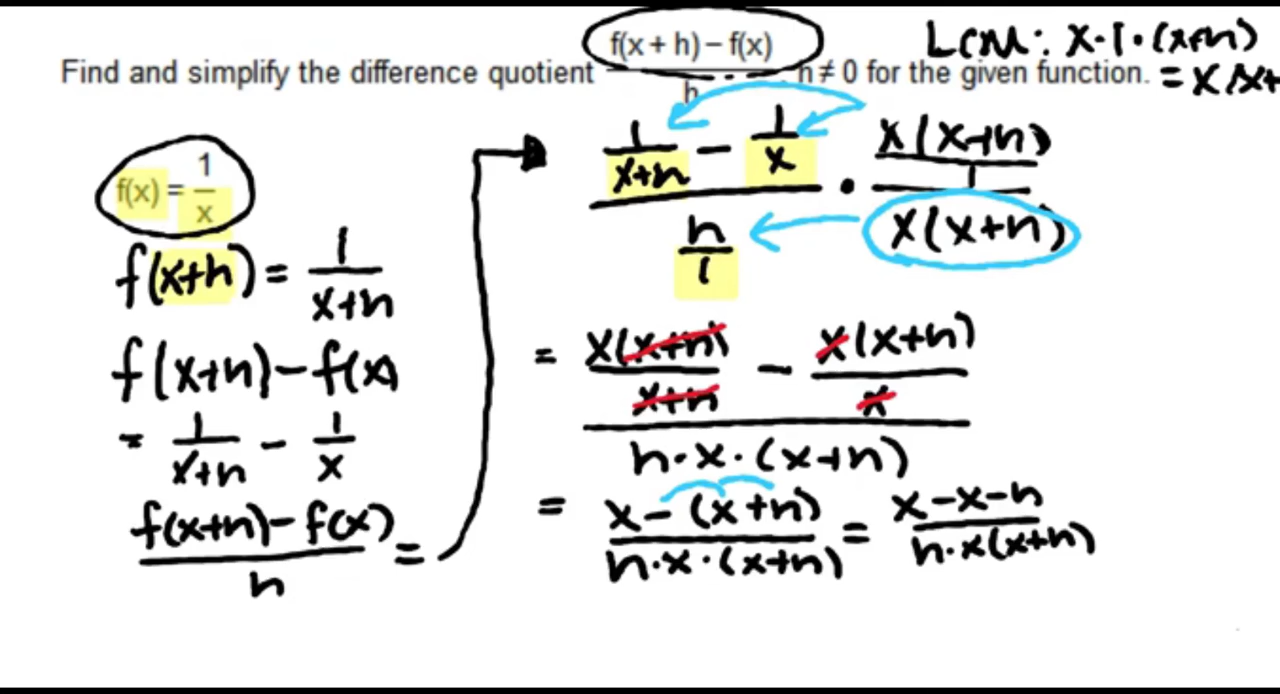 f(x + h) – f(x)
Find and simplify the difference quotient ———, h ≠ 0 for the given function.
h
LCM: x·1·(x+h)
= x(x+
f(x) = 1/x
f(x+h) = 1/(x+h)
f(x+h)-f(x)
= 1/(x+h) - 1/x
(f(x+h)-f(x))/h =
(1/(x+h) - 1/x)/(h/1) · (x(x+h)/1)/(x(x+h))
= (x(x+h)/(x+h) - x(x+h)/x)/(h·x·(x+h))
= (x-(x+h))/(h·x·(x+h)) = (x-x-h)/(h·x(x+h))